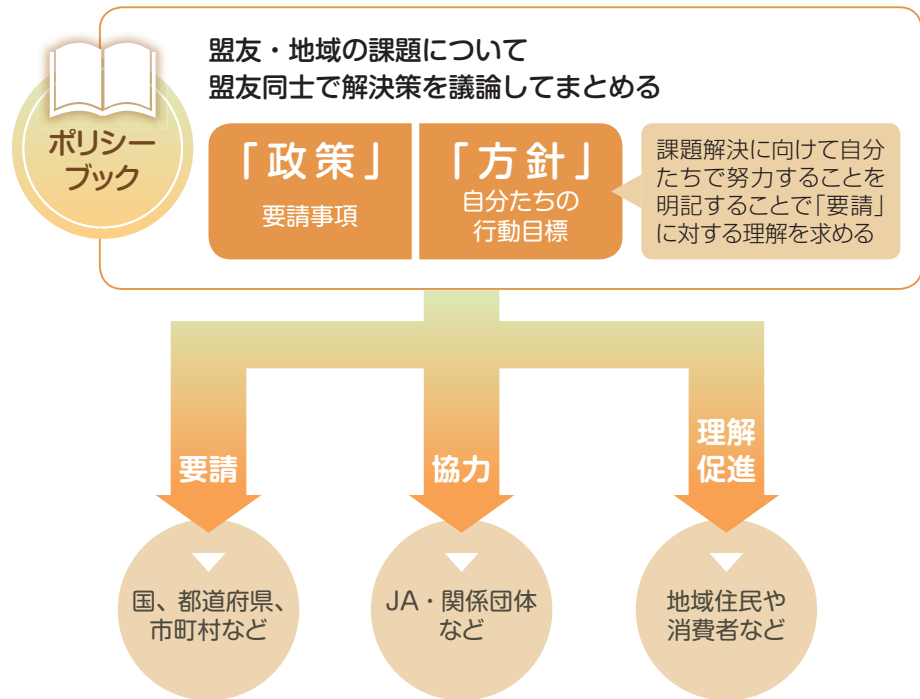 ポリシー
ブック
盟友・地域の課題について
盟友同士で解決策を議論してまとめる
「政策」
要請事項
「方針」
自分たちの
行動目標
課題解決に向けて自分
たちで努力することを
明記することで「要請」
に対する理解を求める
要請
協力
理解
促進
国、都道府県、
市町村など
JA・関係団体
など
地域住民や
消費者など